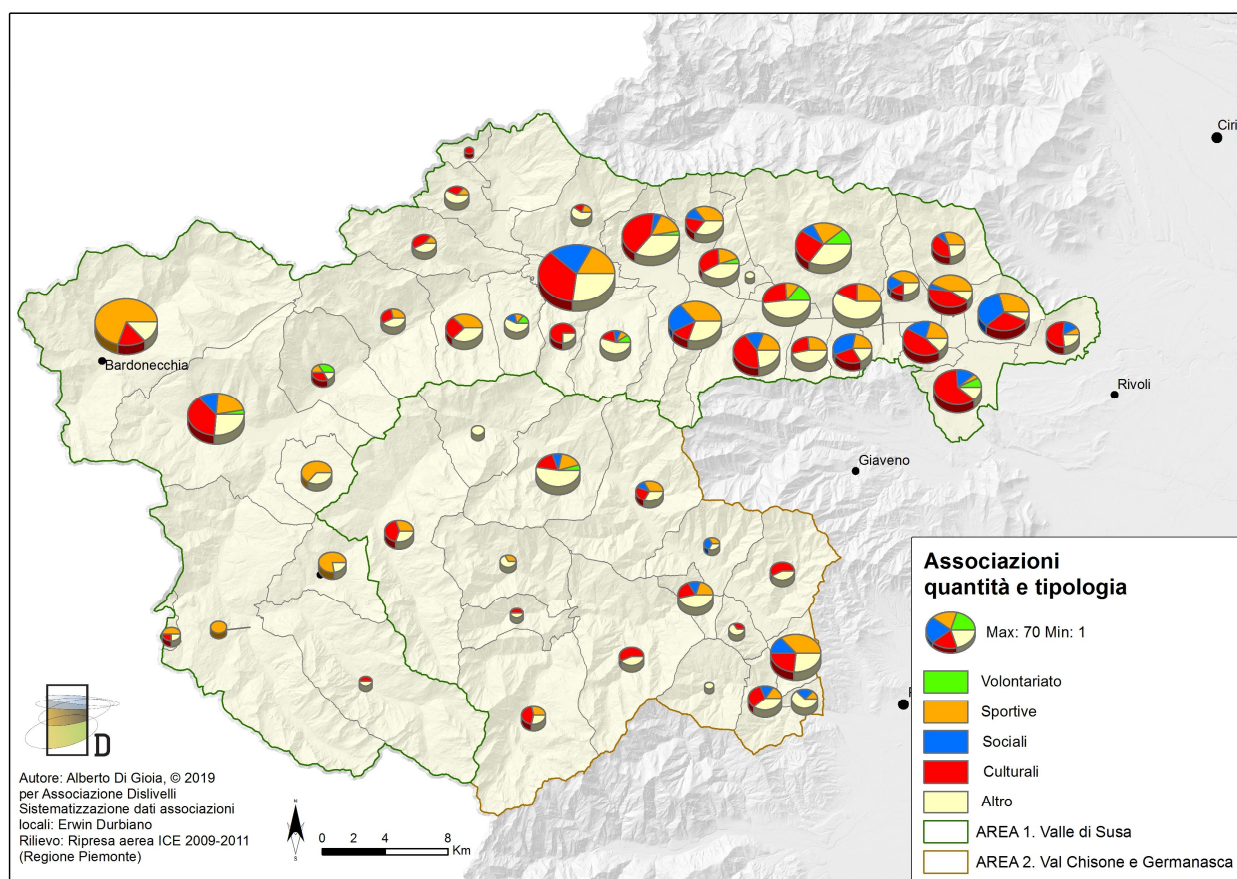 Ciri
Bardonecchia
Rivoli
Giaveno
P
Associazioni
quantità e tipologia
Max: 70 Min: 1
Volontariato
Sportive
Sociali
Culturali
Altro
AREA 1. Valle di Susa
AREA 2. Val Chisone e Germanasca
D
Autore: Alberto Di Gioia, © 2019
per Associazione Dislivelli
Sistematizzazione dati associazioni
locali: Erwin Durbiano
Rilievo: Ripresa aerea ICE 2009-2011
(Regione Piemonte)
N
S
0 2 4 8
Km